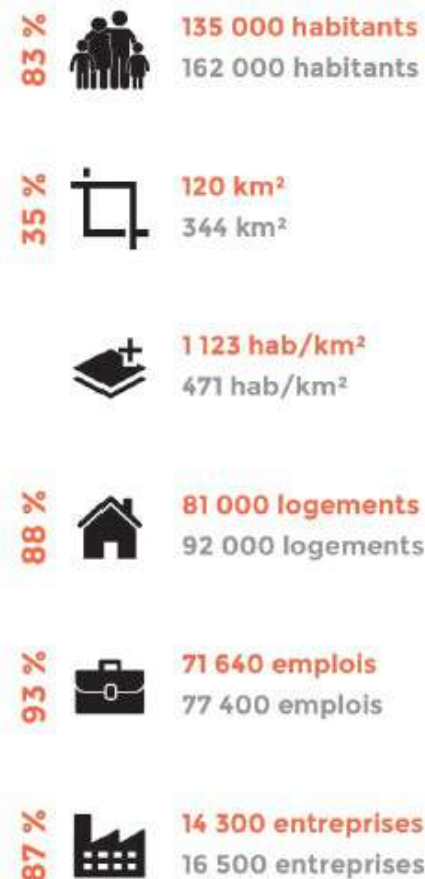 83 %
135 000 habitants
162 000 habitants
35 %
120 km²
344 km²
1 123 hab/km²
471 hab/km²
88 %
81 000 logements
92 000 logements
93 %
71 640 emplois
77 400 emplois
87 %
14 300 entreprises
16 500 entreprises